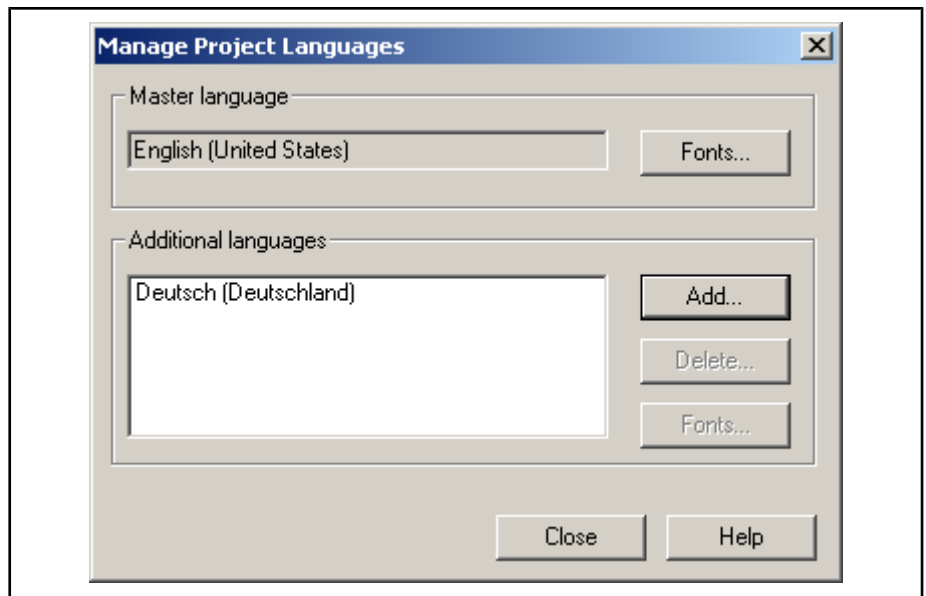 Manage Project Languages
Master language
English (United States)
Fonts...
Additional languages
Deutsch (Deutschland)
Add...
Delete...
Fonts...
Close
Help